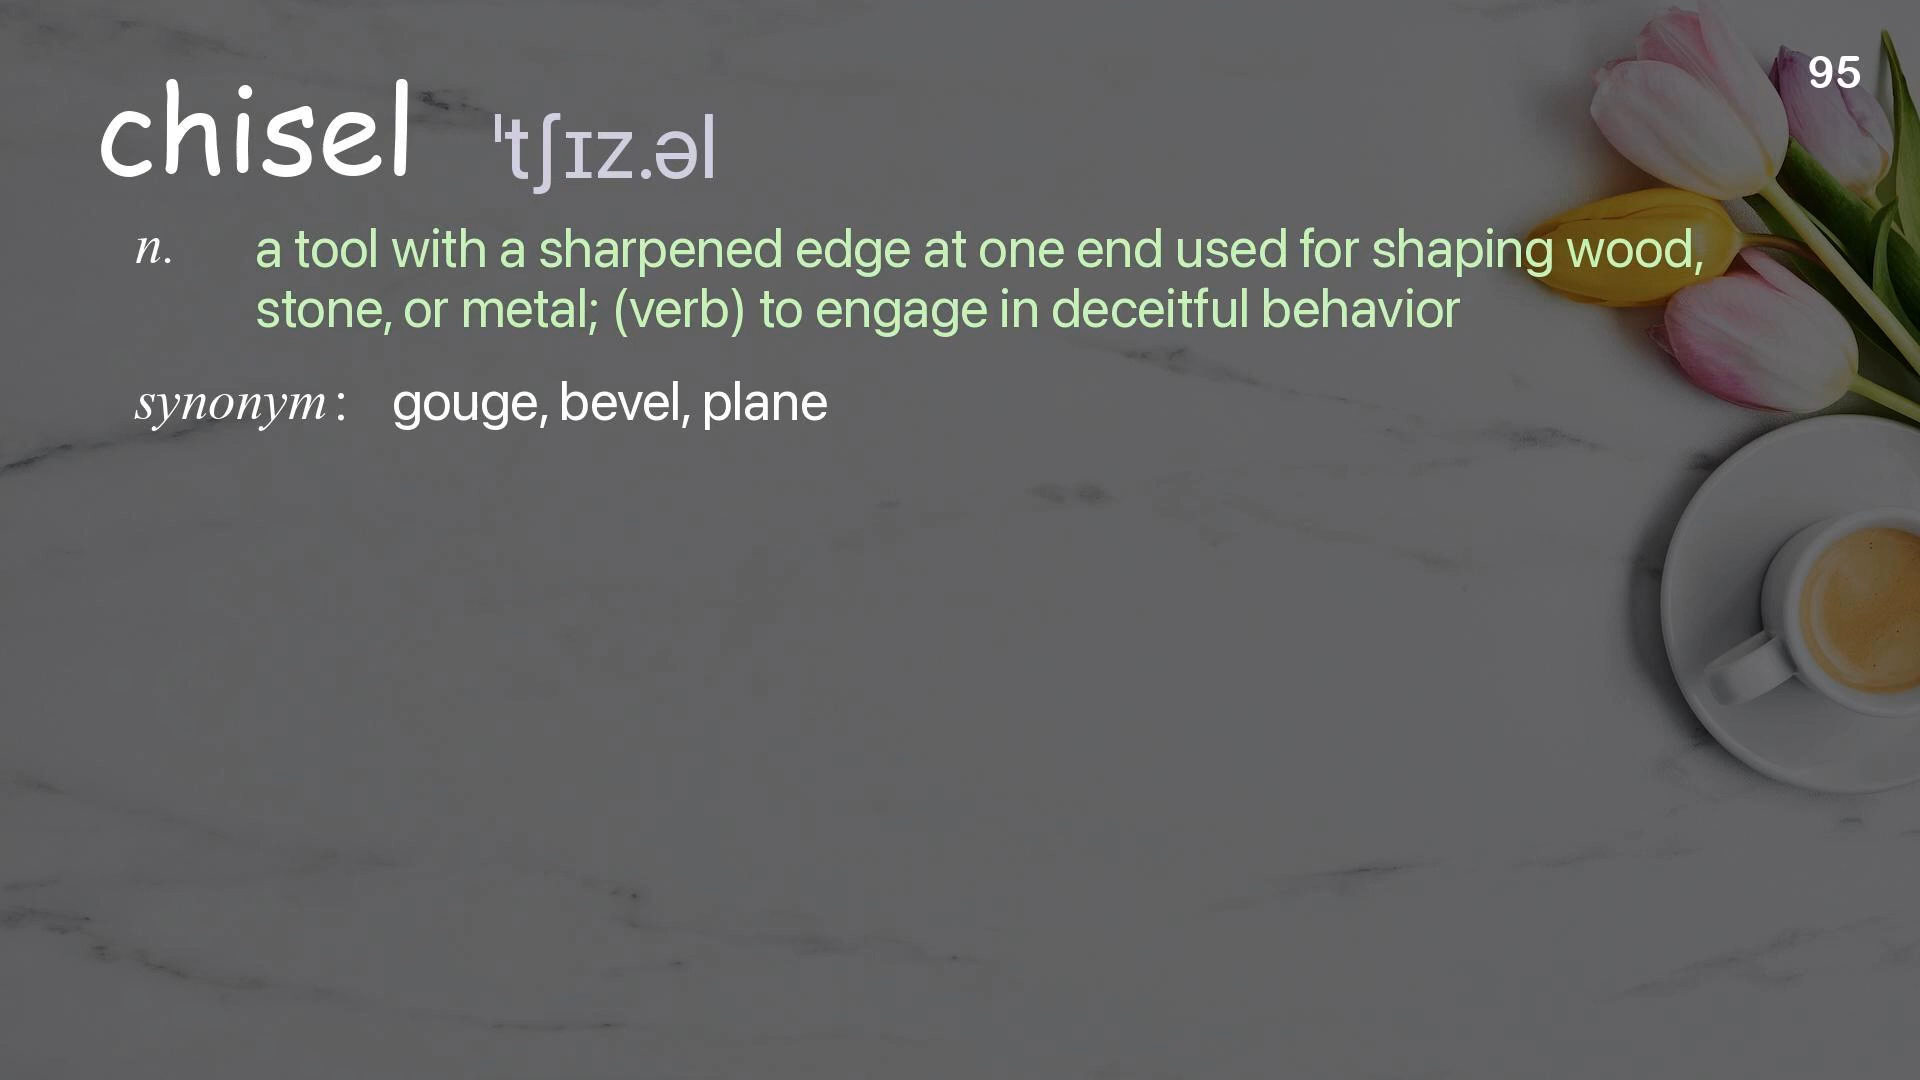 95
chisel ˈtʃɪz.əl
n. a tool with a sharpened edge at one end used for shaping wood,
stone, or metal; (verb) to engage in deceitful behavior
synonym: gouge, bevel, plane